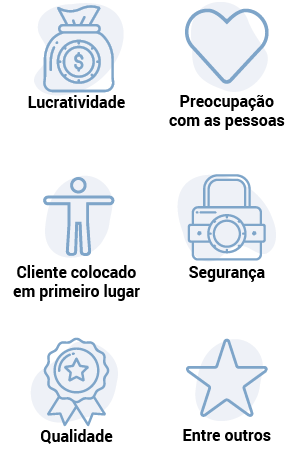 Lucratividade
Preocupação
com as pessoas
Cliente colocado
em primeiro lugar
Segurança
Qualidade
Entre outros